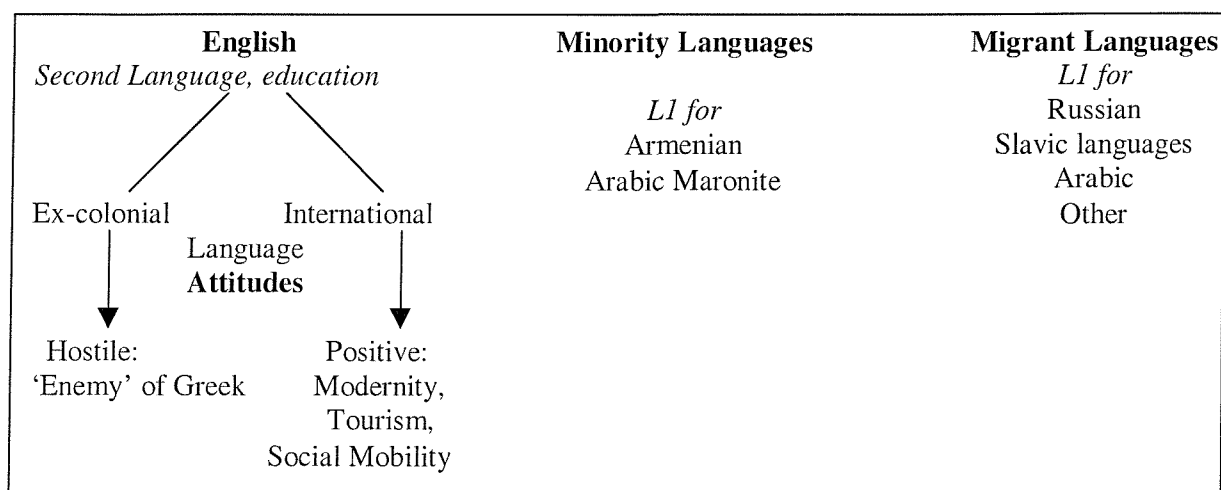 English
Second Language, education
Ex-colonial International
Language
Attitudes
Hostile:
‘Enemy’ of Greek
Positive:
Modernity,
Tourism,
Social Mobility
Minority Languages
L1 for
Armenian
Arabic Maronite
Migrant Languages
L1 for
Russian
Slavic languages
Arabic
Other